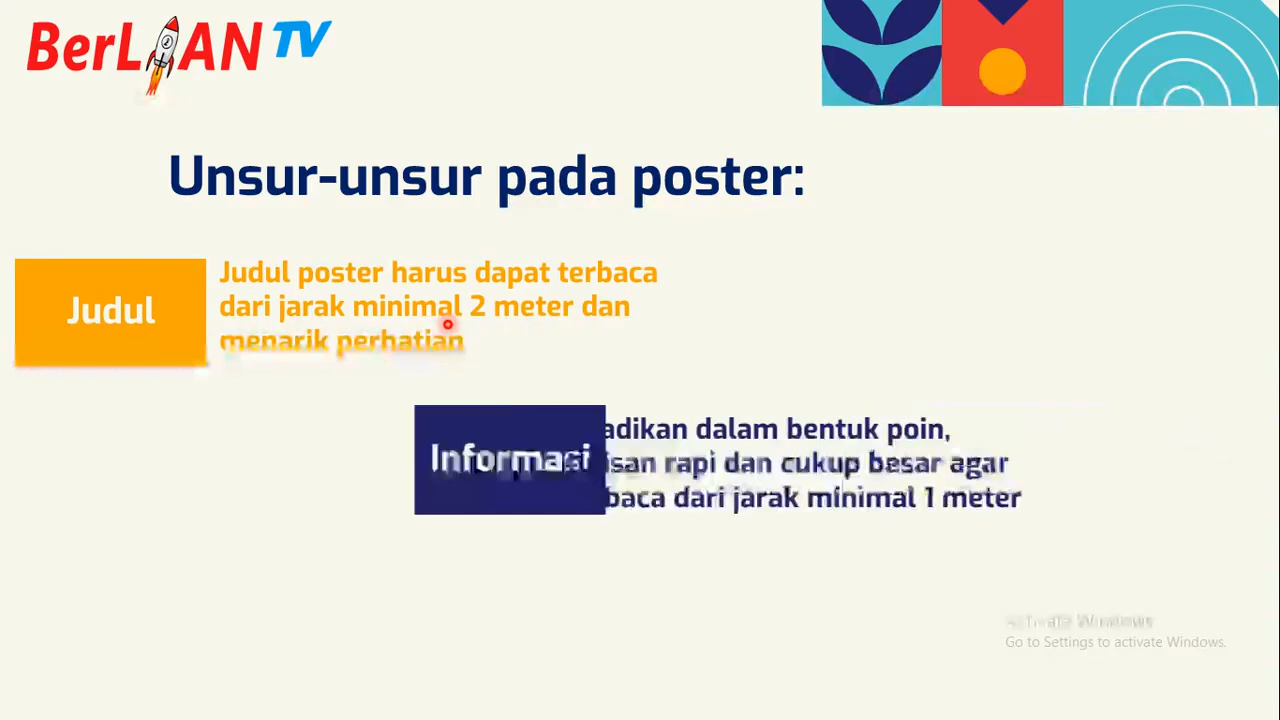 BerLIAN TV
Unsur-unsur pada poster:
Judul
Judul poster harus dapat terbaca
dari jarak minimal 2 meter dan
menarik perhatian
Informasi
adikan dalam bentuk poin,
isan rapi dan cukup besar agar
baca dari jarak minimal 1 meter
Activate Windows
Go to Settings to activate Windows.